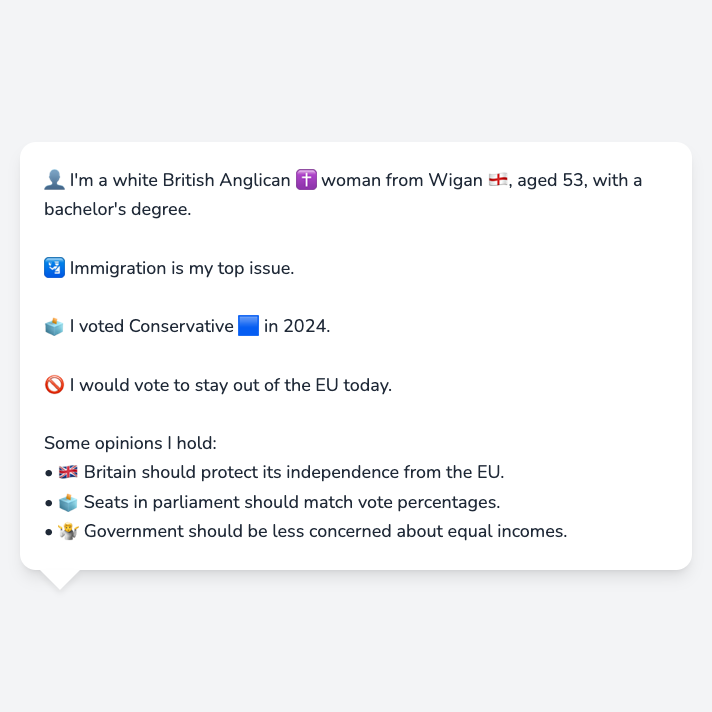 👤 I'm a white British Anglican ✝️ woman from Wigan 🏴󠁧󠁢󠁥󠁮󠁧󠁿, aged 53, with a
bachelor's degree.
🛂 Immigration is my top issue.
🗳️ I voted Conservative 🟦 in 2024.
🚫 I would vote to stay out of the EU today.
Some opinions I hold:
• 🇬🇧 Britain should protect its independence from the EU.
• 🗳️ Seats in parliament should match vote percentages.
• 🤷 Government should be less concerned about equal incomes.